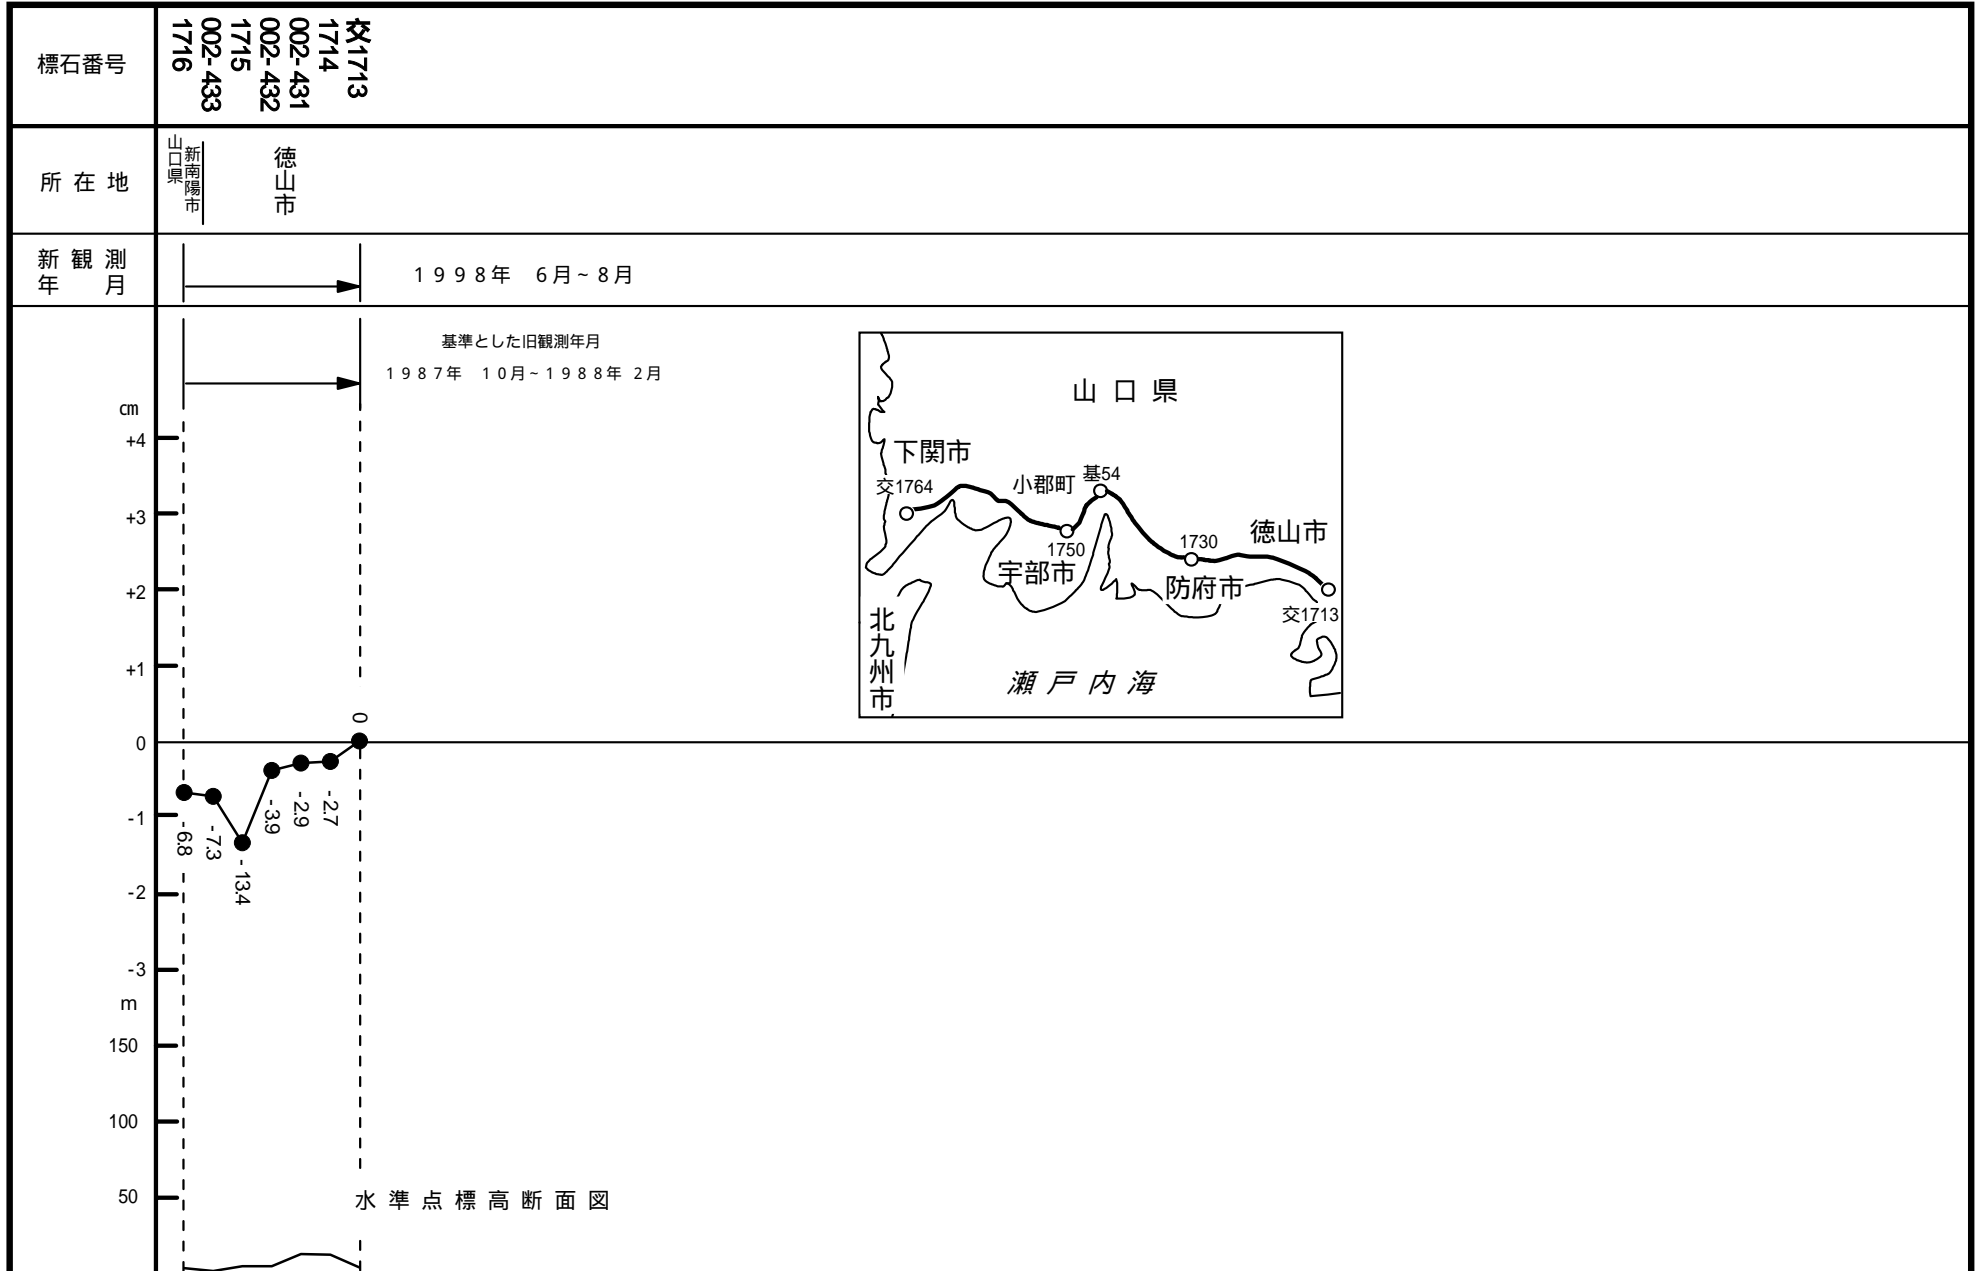 標石番号
1716
002-433
1715
002-432
002-431
1714
交1713
所在地
山口県
新南陽市
徳山市
新観測
年月
1998年 6月~8月
基準とした旧観測年月
1987年 10月~1988年 2月
cm
+4
+3
+2
+1
0
-1
-2
-3
m
150
100
50
0
-6.8
-7.3
-13.4
-3.9
-2.9
-2.7
水準点標高断面図
山口県
下関市
交1764
小郡町
基54
1750
宇部市
1730
防府市
徳山市
交1713
北九州市
瀬戸内海